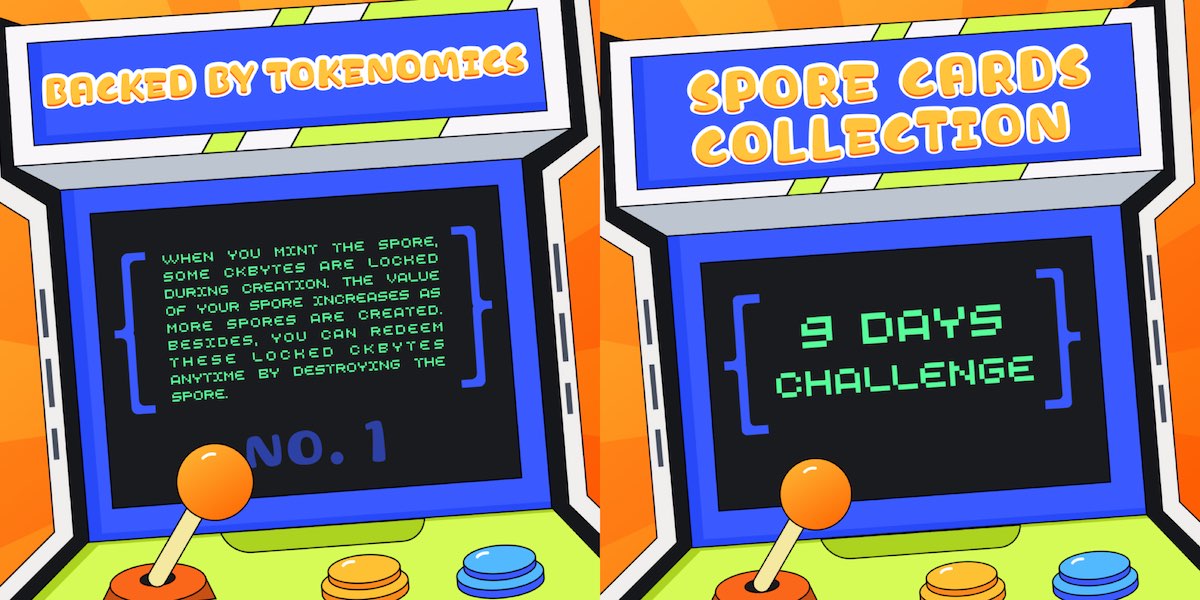 BACKED BY TOKENOMICS
WHEN YOU MINT THE SPORE,
SOME CKBYTES ARE LOCKED
DURING CREATION. THE VALUE
OF YOUR SPORE INCREASES AS
MORE SPORES ARE CREATED.
BESIDES, YOU CAN REDEEM
THESE LOCKED CKBYTES
ANYTIME BY DESTROYING THE
SPORE.
NO. 1
SPORE CARDS
COLLECTION
9 DAYS
CHALLENGE